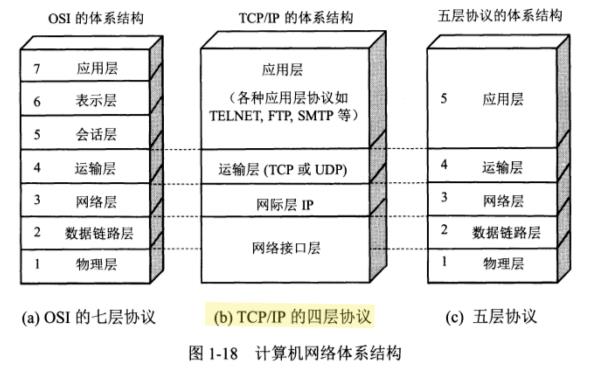 OSI 的体系结构
7 应用层
6 表示层
5 会话层
4 运输层
3 网络层
2 数据链路层
1 物理层
(a) OSI 的七层协议
TCP/IP 的体系结构
应用层
（各种应用层协议如
TELNET, FTP, SMTP 等）
运输层 (TCP 或 UDP)
网际层 IP
网络接口层
(b) TCP/IP 的四层协议
五层协议的体系结构
5 应用层
4 运输层
3 网络层
2 数据链路层
1 物理层
(c) 五层协议
图 1-18 计算机网络体系结构